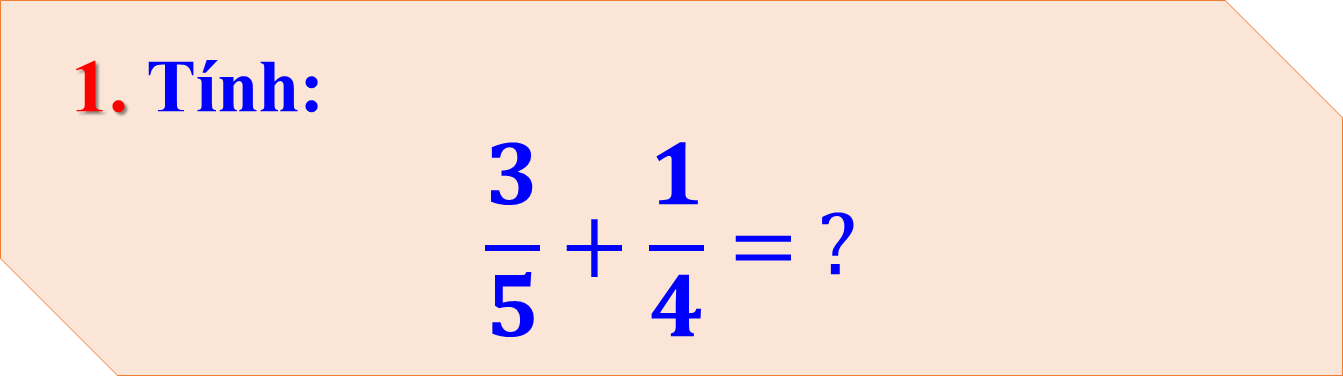 1. Tính:
3/5 + 1/4 = ?